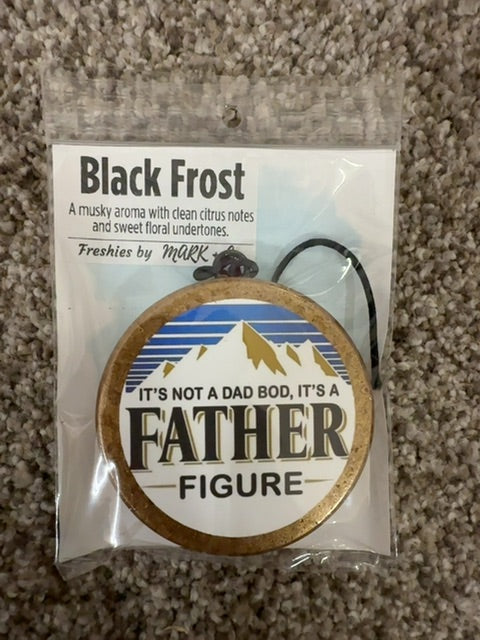 Black Frost
A musky aroma with clean citrus notes
and sweet floral undertones.
Freshies by MARK
IT'S NOT A DAD BOD, IT'S A
FATHER
FIGURE